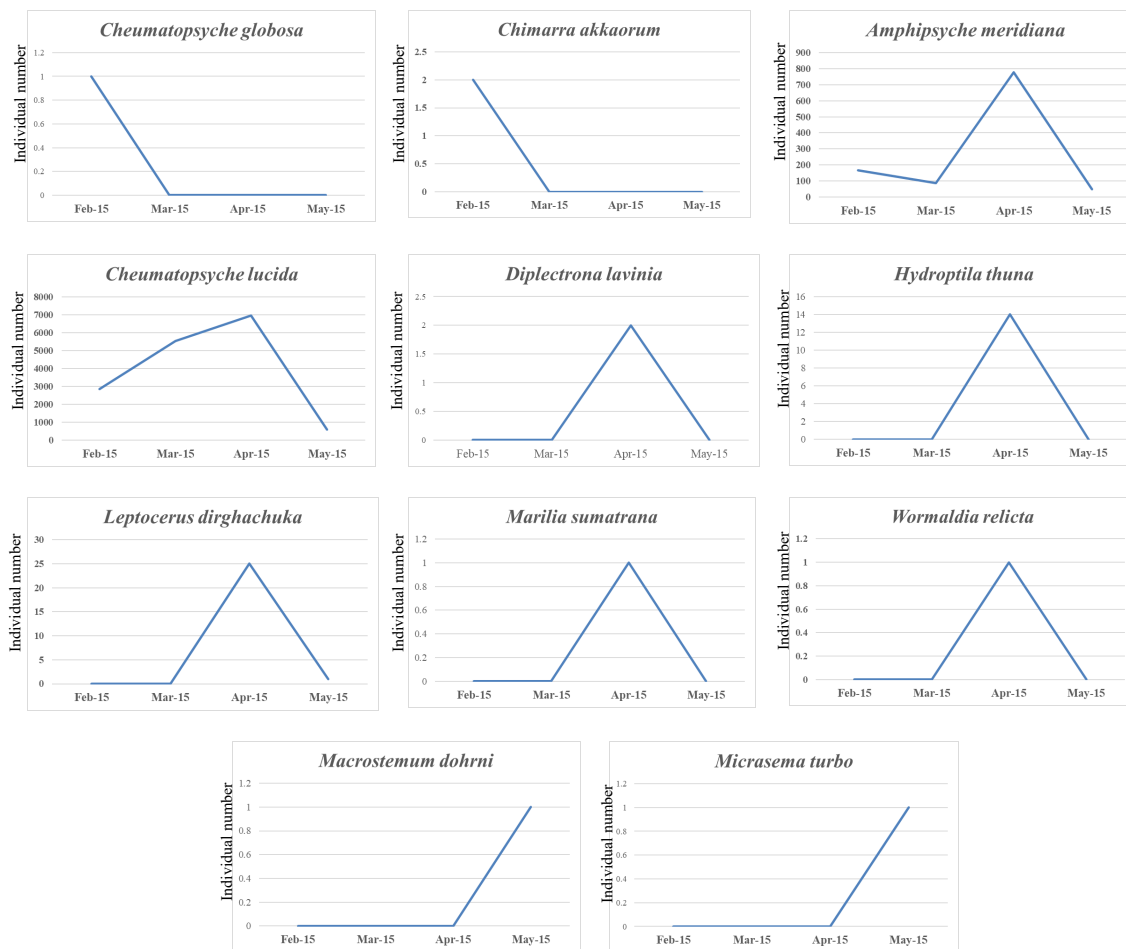 Cheumatopsyche globosa
Individual number
1.2
1
0.8
0.6
0.4
0.2
0
Feb-15 Mar-15 Apr-15 May-15
Chimarra akkaorum
Individual number
2.5
2
1.5
1
0.5
0
Feb-15 Mar-15 Apr-15 May-15
Amphipsyche meridiana
Individual number
900
800
700
600
500
400
300
200
100
0
Feb-15 Mar-15 Apr-15 May-15
Cheumatopsyche lucida
Individual number
8000
7000
6000
5000
4000
3000
2000
1000
0
Feb-15 Mar-15 Apr-15 May-15
Diplectrona lavinia
Individual number
2.5
2
1.5
1
0.5
0
Feb-15 Mar-15 Apr-15 May-15
Hydroptila thuna
Individual number
16
14
12
10
8
6
4
2
0
Feb-15 Mar-15 Apr-15 May-15
Leptocerus dirghachuka
Individual number
30
25
20
15
10
5
0
Feb-15 Mar-15 Apr-15 May-15
Marilia sumatrana
Individual number
1.2
1
0.8
0.6
0.4
0.2
0
Feb-15 Mar-15 Apr-15 May-15
Wormaldia relicta
Individual number
1.2
1
0.8
0.6
0.4
0.2
0
Feb-15 Mar-15 Apr-15 May-15
Macrostemum dohrni
Individual number
1.2
1
0.8
0.6
0.4
0.2
0
Feb-15 Mar-15 Apr-15 May-15
Micrasema turbo
Individual number
1.2
1
0.8
0.6
0.4
0.2
0
Feb-15 Mar-15 Apr-15 May-15